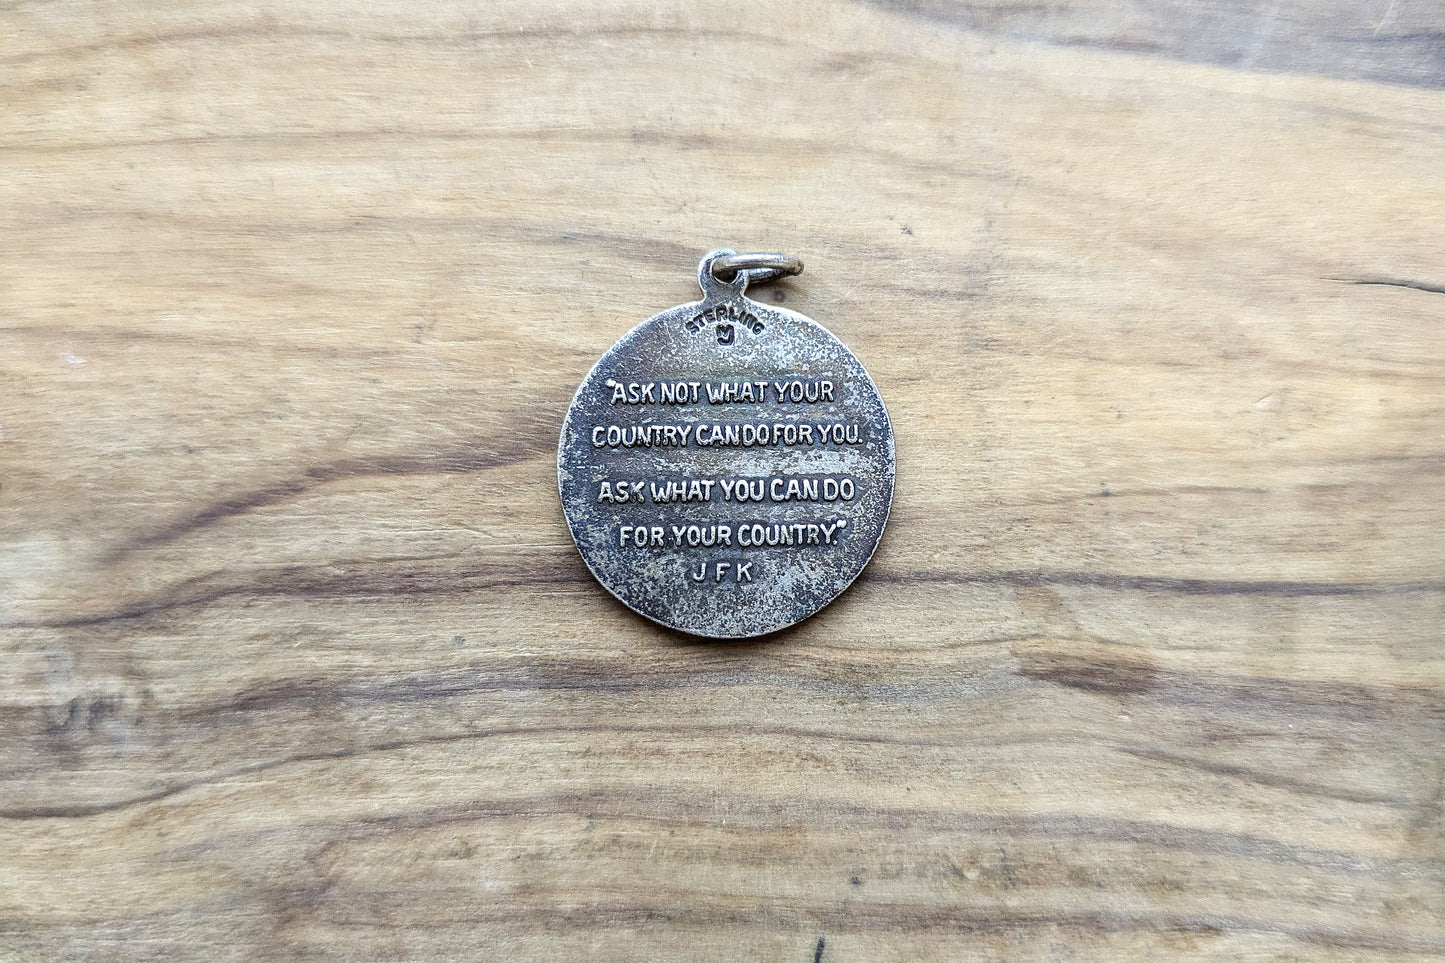 STERLING
"ASK NOT WHAT YOUR
COUNTRY CAN DO FOR YOU.
ASK WHAT YOU CAN DO
FOR YOUR COUNTRY."
JFK